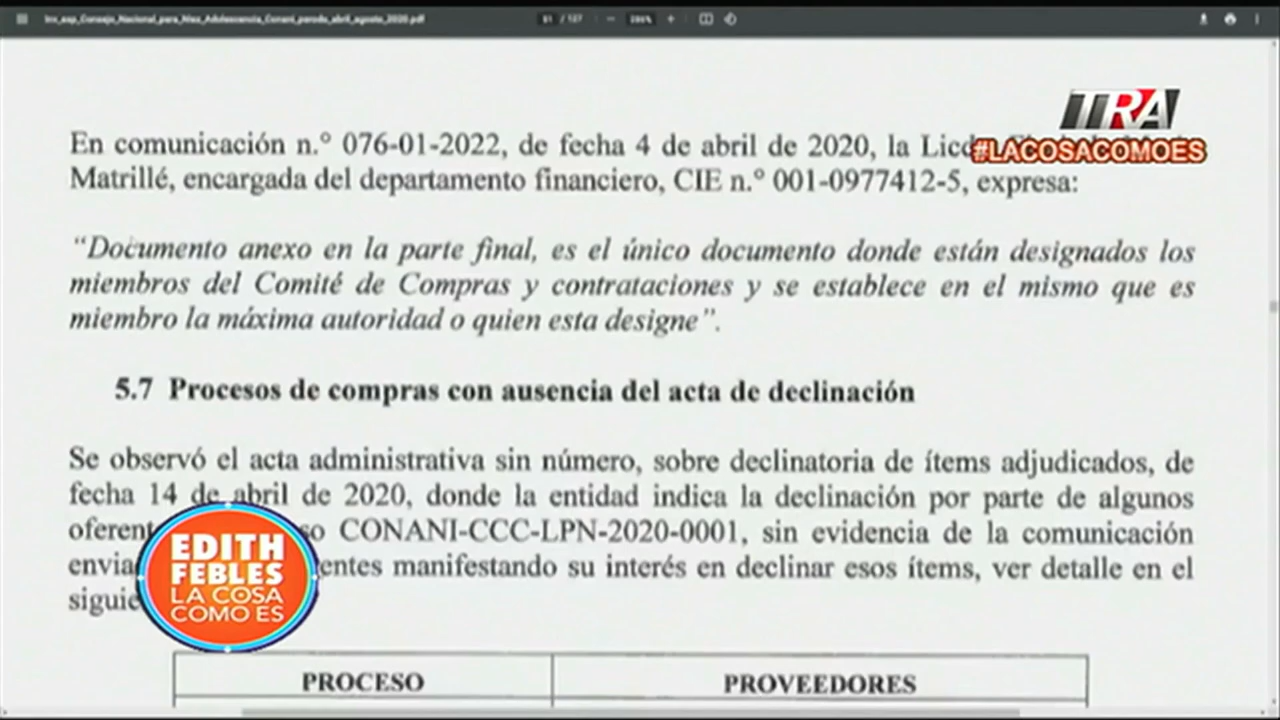 81 / 137
TRA
#LACOSACOMOES
En comunicación n.° 076-01-2022, de fecha 4 de abril de 2020, la
Matrillé, encargada del departamento financiero, CIE n.° 001-0977412-5, expresa:
“Documento anexo en la parte final, es el único documento donde están designados los
miembros del Comité de Compras y contrataciones y se establece en el mismo que es
miembro la máxima autoridad o quien esta designe”.
5.7 Procesos de compras con ausencia del acta de declinación
Se observó el acta administrativa sin número, sobre declinatoria de ítems adjudicados, de
fecha 14 de abril de 2020, donde la entidad indica la declinación por parte de algunos
CONANI-CCC-LPN-2020-0001, sin evidencia de la comunicación
manifestando su interés en declinar esos ítems, ver detalle en el
EDITH
FEBLES
LA COSA
COMO ES
PROCESO PROVEEDORES